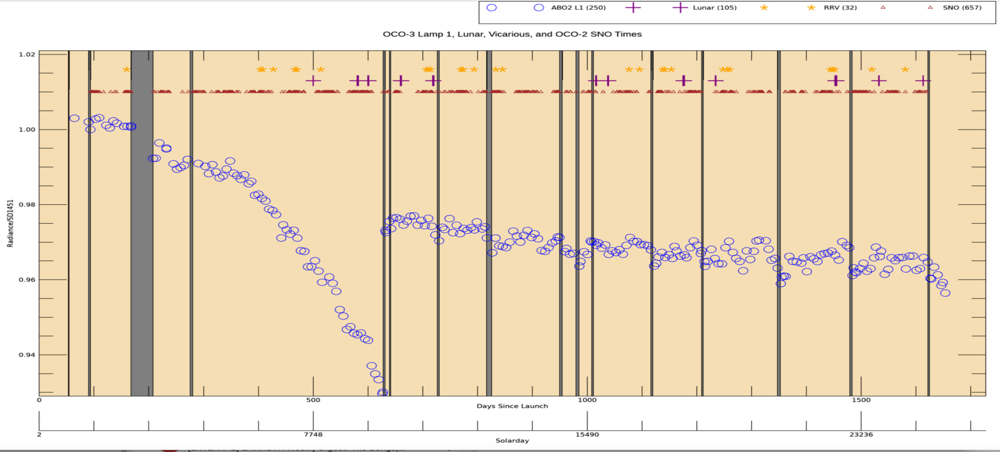 ABO2 L1 (250) Lunar (105) RRV (32) SNO (657)
OCO-3 Lamp 1, Lunar, Vicarious, and OCO-2 SNO Times
1.02
1.00
0.98
0.96
0.94
Radiance/SD1451
0 500 1000 1500
Days Since Launch
2 7748 15490 23236
Solarday